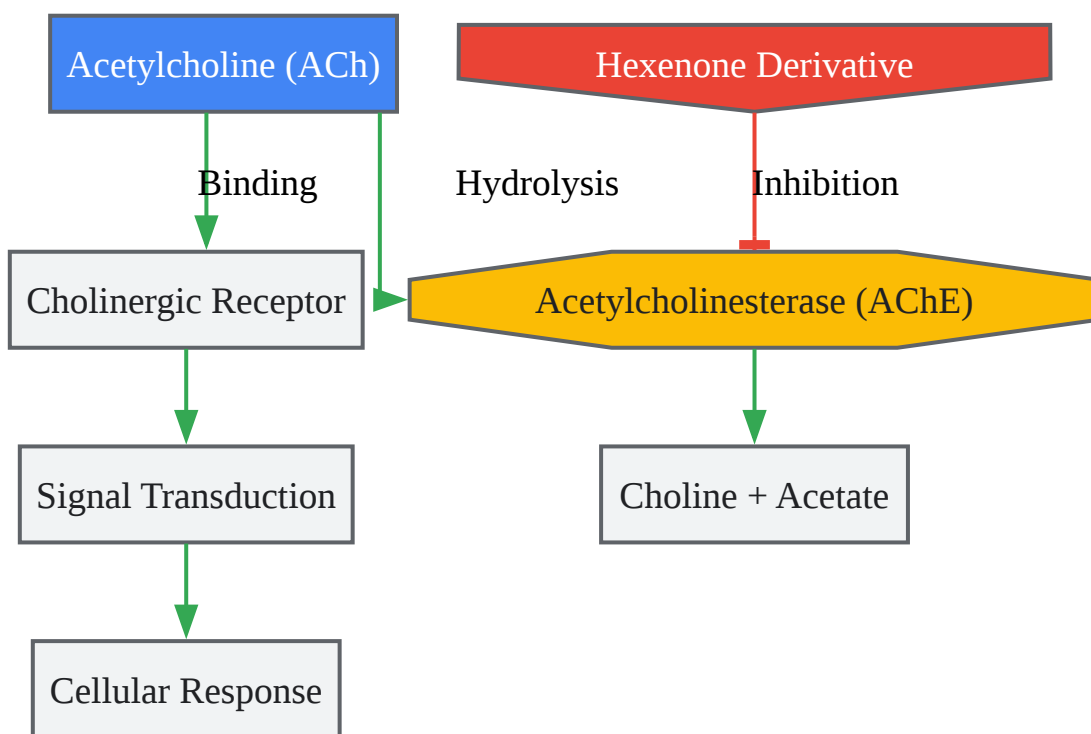 Acetylcholine (ACh)
Hexenone Derivative
Binding
Hydrolysis
Inhibition
Cholinergic Receptor
Acetylcholinesterase (AChE)
Signal Transduction
Choline + Acetate
Cellular Response